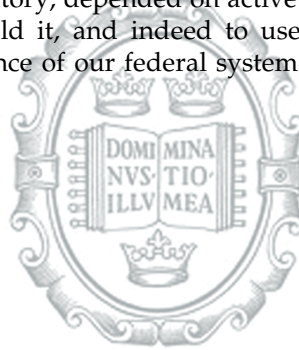 tory, depended on active
ld it, and indeed to use
nce of our federal system
DOMI MINA
NVS· TIO·
ILLV MEA